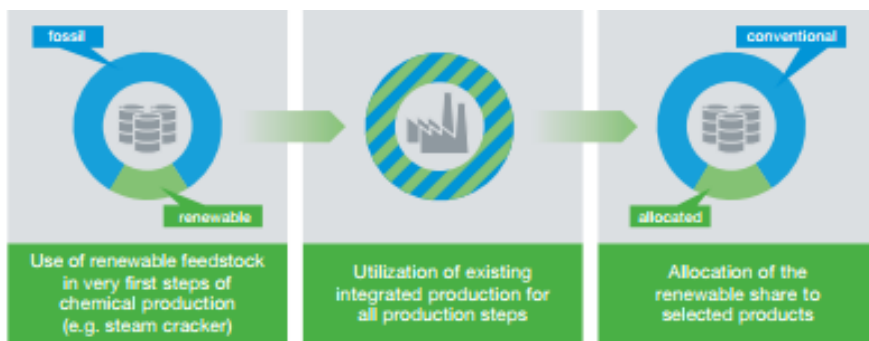 fossil
renewable
Use of renewable feedstock
in very first steps of
chemical production
(e.g. steam cracker)
Utilization of existing
integrated production for
all production steps
conventional
allocated
Allocation of the
renewable share to
selected products